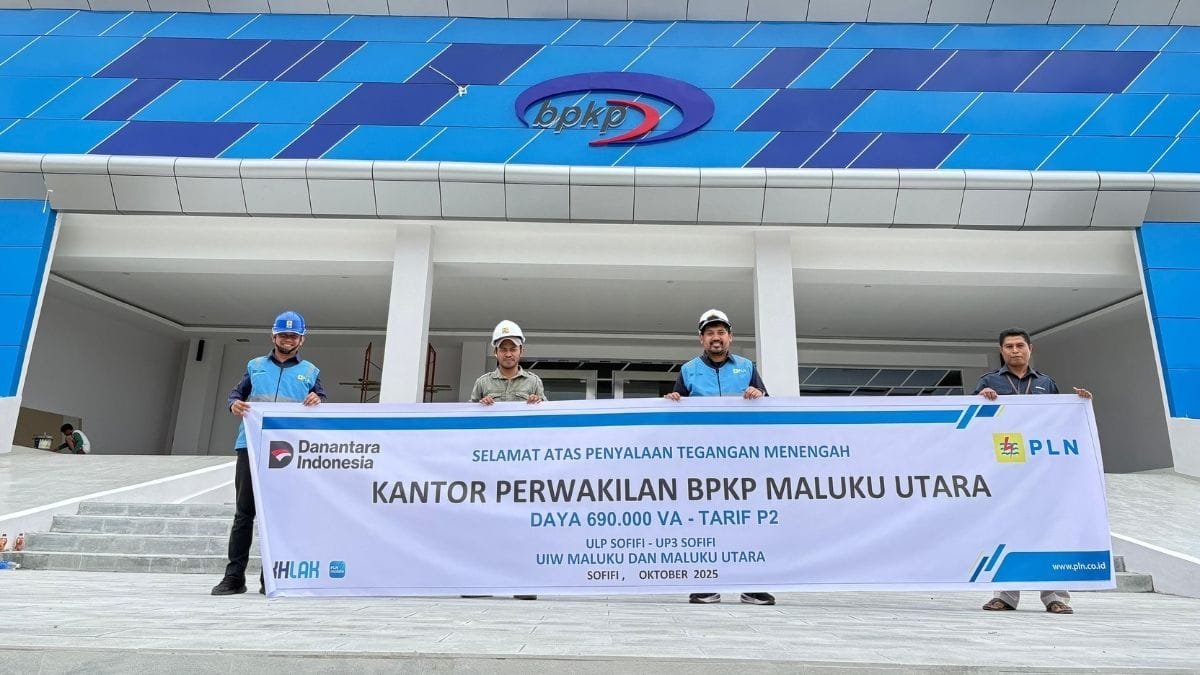 bpkp
Danantara
Indonesia
SELAMAT ATAS PENYALAAN TEGANGAN MENENGAH
PLN
KANTOR PERWAKILAN BPKP MALUKU UTARA
DAYA 690.000 VA - TARIF P2
ULP SOFIFI - UP3 SOFIFI
UIW MALUKU DAN MALUKU UTARA
SOFIFI, OKTOBER 2025
HLAK
www.pln.co.id